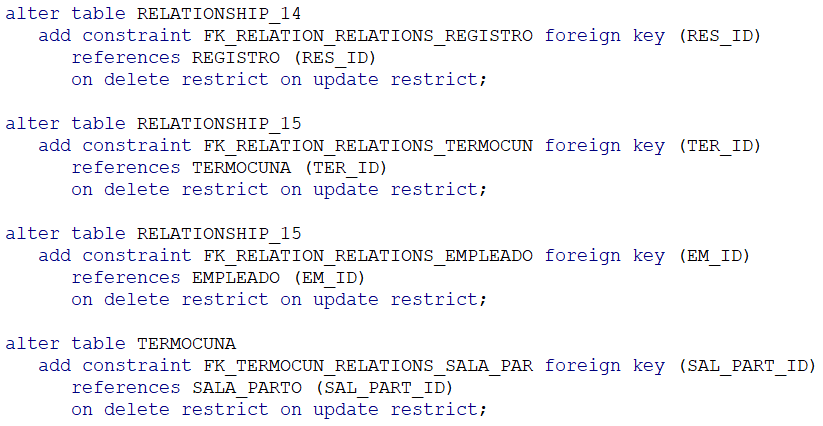 alter table RELATIONSHIP_14
add constraint FK_RELATION_RELATIONS_REGISTRO foreign key (RES_ID)
references REGISTRO (RES_ID)
on delete restrict on update restrict;
alter table RELATIONSHIP_15
add constraint FK_RELATION_RELATIONS_TERMOCUN foreign key (TER_ID)
references TERMOCUNA (TER_ID)
on delete restrict on update restrict;
alter table RELATIONSHIP_15
add constraint FK_RELATION_RELATIONS_EMPLEADO foreign key (EM_ID)
references EMPLEADO (EM_ID)
on delete restrict on update restrict;
alter table TERMOCUNA
add constraint FK_TERMOCUN_RELATIONS_SALA_PAR foreign key (SAL_PART_ID)
references SALA_PARTO (SAL_PART_ID)
on delete restrict on update restrict;